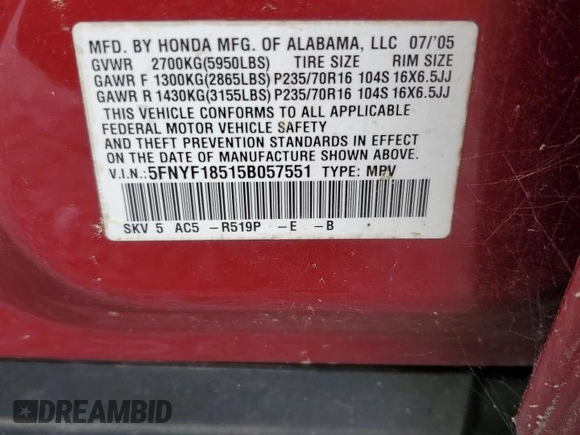 MFD. BY HONDA MFG. OF ALABAMA, LLC 07/'05
GVWR 2700KG(5950LBS) TIRE SIZE RIM SIZE
GAWR F 1300KG(2865LBS) P235/70R16 104S 16X6.5JJ
GAWR R 1430KG(3155LBS) P235/70R16 104S 16X6.5JJ
THIS VEHICLE CONFORMS TO ALL APPLICABLE
FEDERAL MOTOR VEHICLE SAFETY
AND THEFT PREVENTION STANDARDS IN EFFECT ON
THE DATE OF MANUFACTURE SHOWN ABOVE.
V.I.N.: 5FNYF18515B057551 TYPE: MPV
SKV 5 AC5 -R519P -E -B
DREAMBID